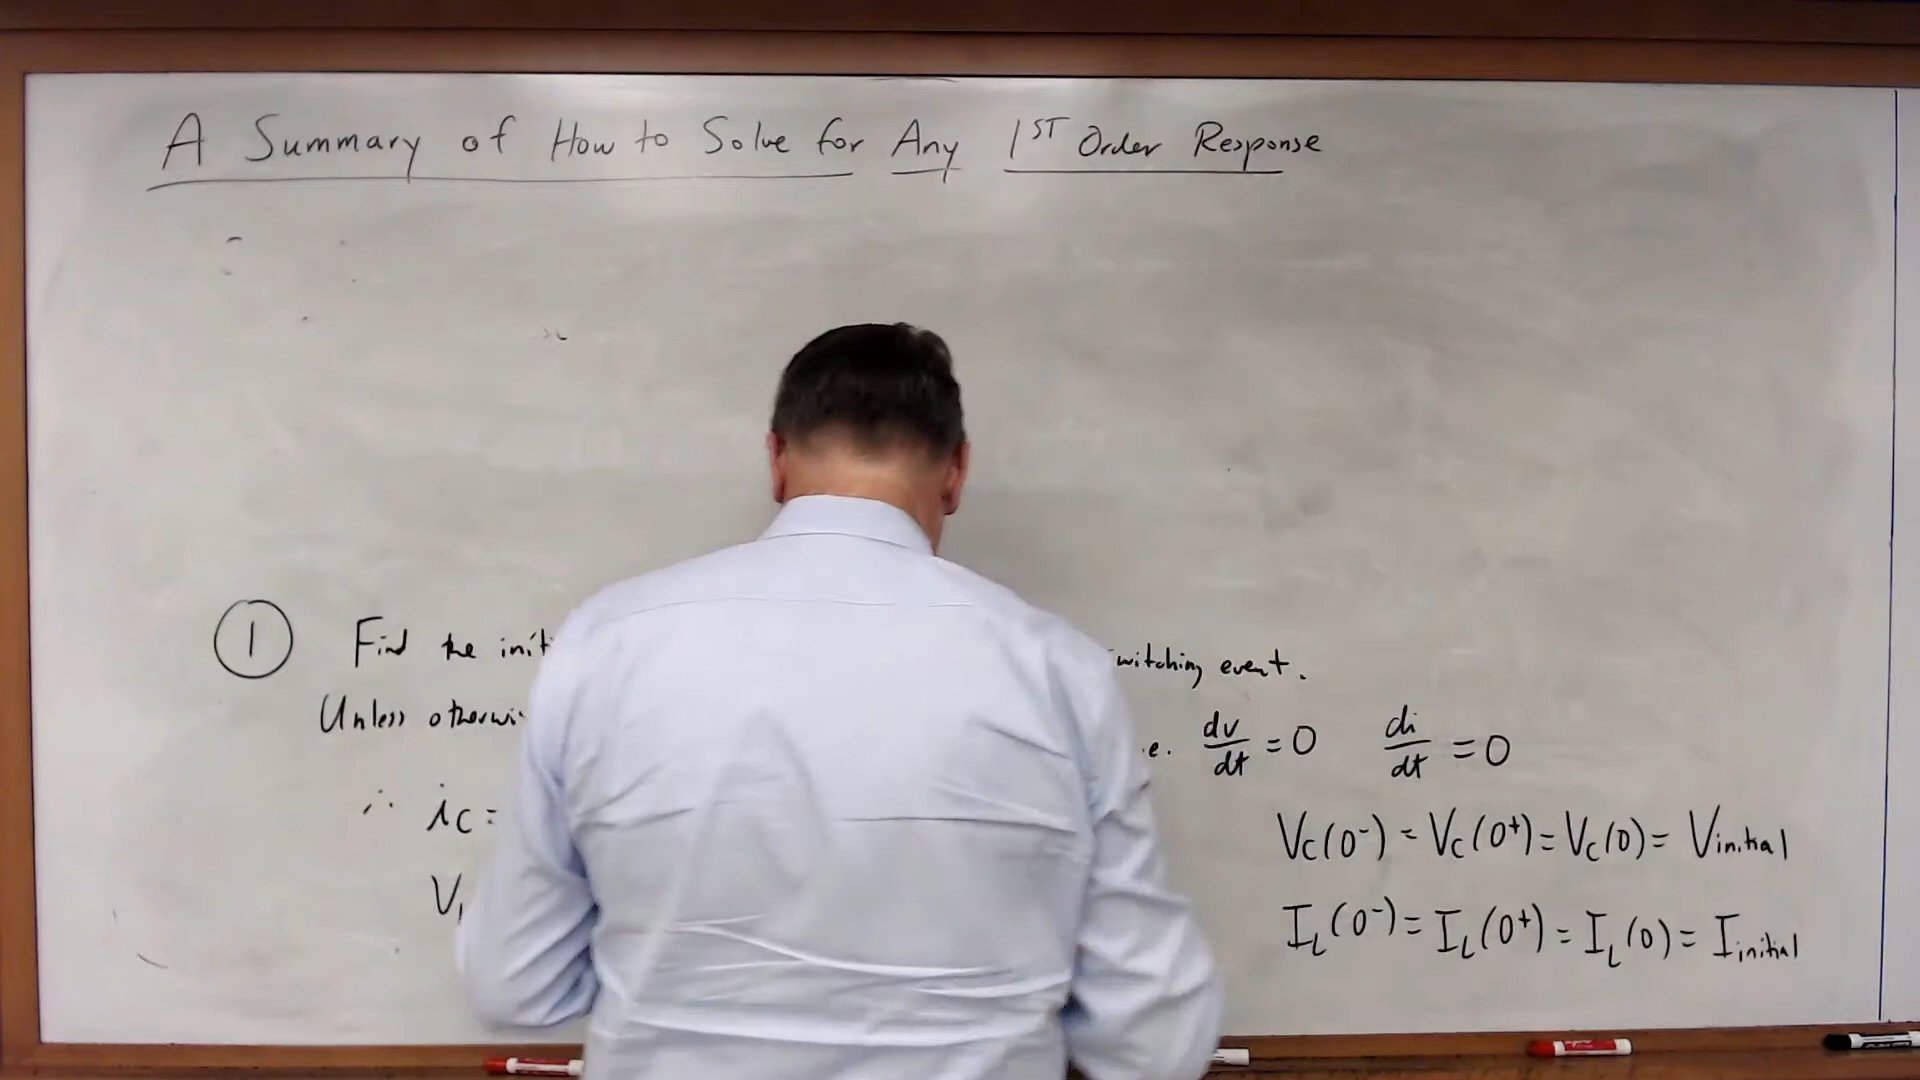 A Summary of How to Solve for Any 1ST Order Response
① Find the init witching event.
Unless otherwi .e. dv/dt = 0 di/dt = 0
∴ ic = Vc(0-) = Vc(0+) = Vc(0) = Vinitial
V IL(0-) = IL(0+) = IL(0) = Iinitial